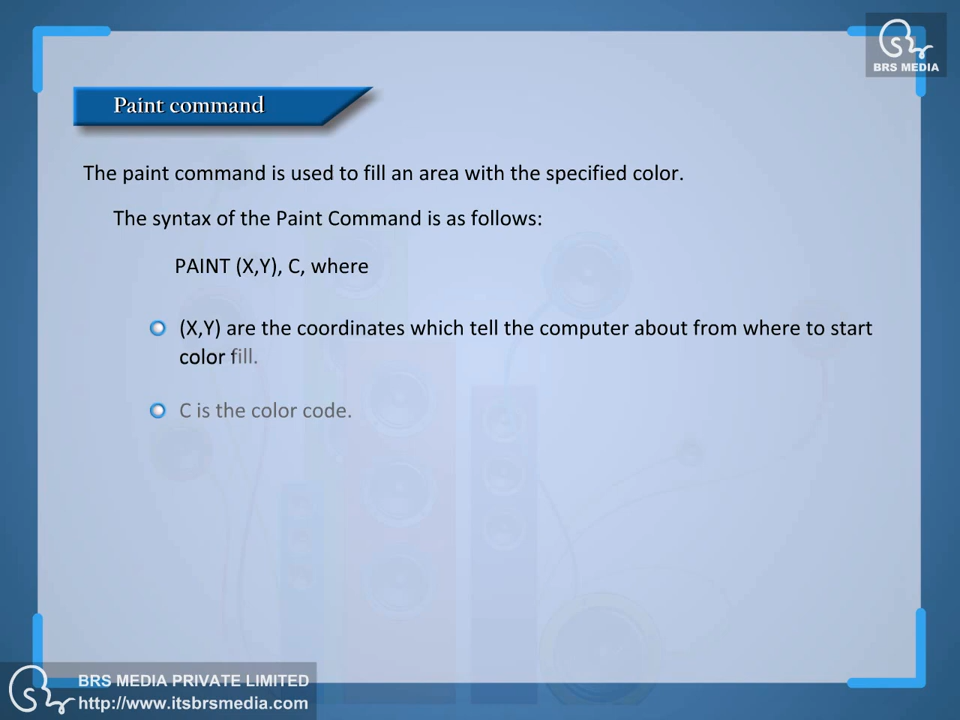 BRS MEDIA
Paint command
The paint command is used to fill an area with the specified color.
The syntax of the Paint Command is as follows:
PAINT (X,Y), C, where
(X,Y) are the coordinates which tell the computer about from where to start
color fill.
C is the color code.
BRS MEDIA PRIVATE LIMITED
http://www.itsbrsmedia.com